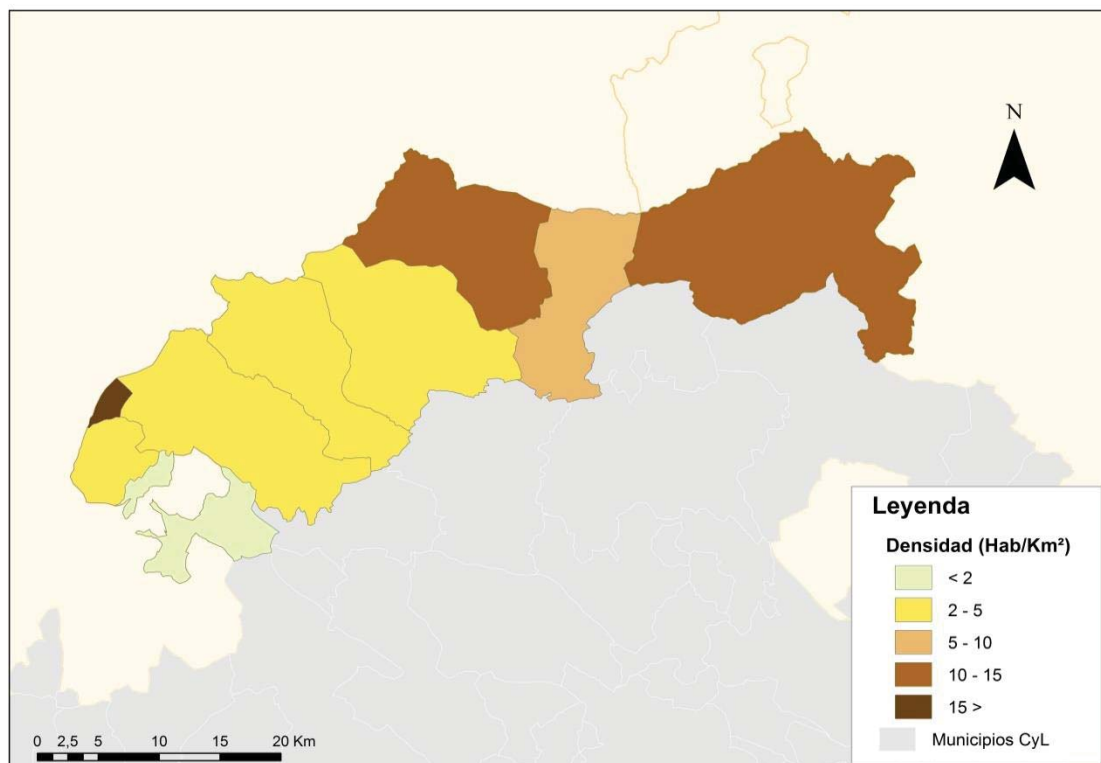 N
Leyenda
Densidad (Hab/Km²)
< 2
2 - 5
5 - 10
10 - 15
15 >
Municipios CyL
0 2,5 5 10 15 20 Km